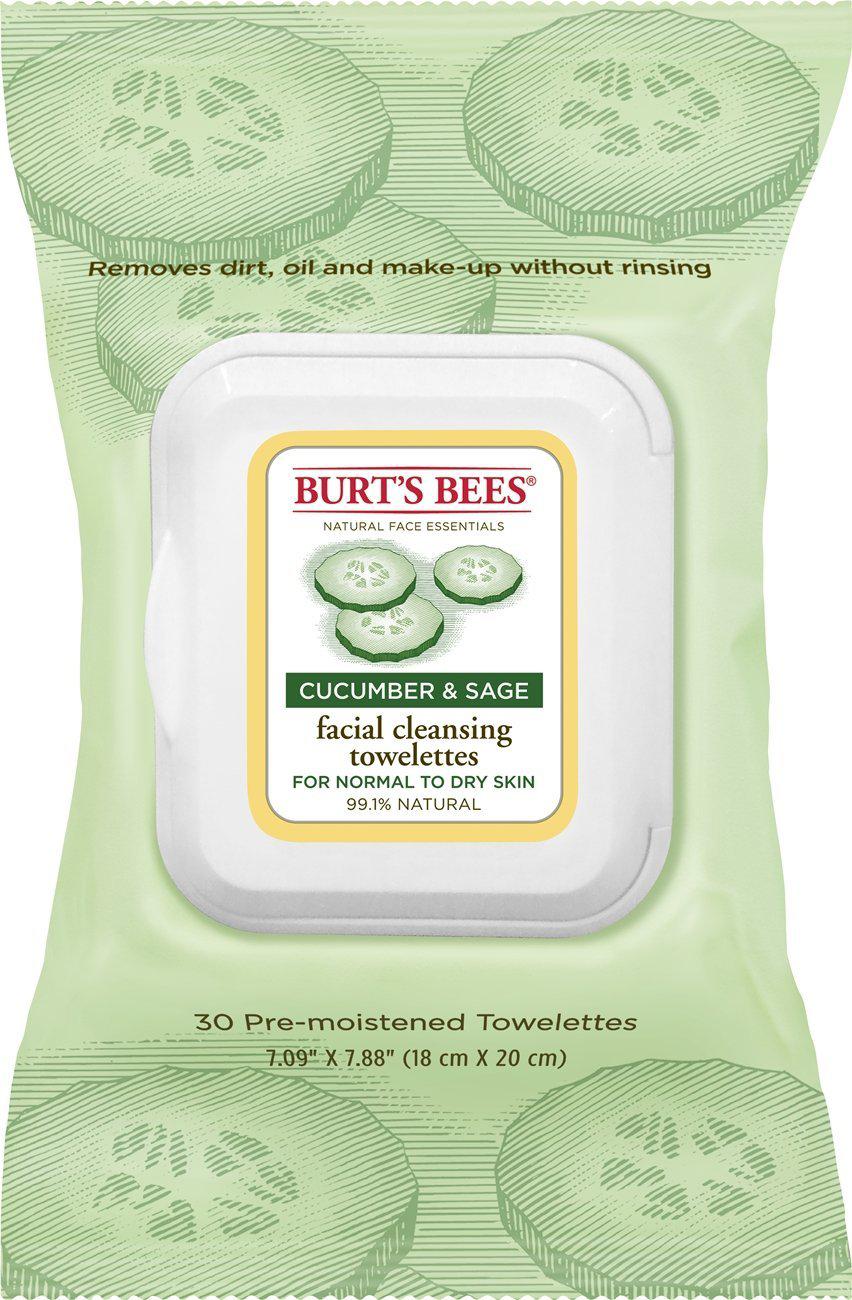 Removes dirt, oil and make-up without rinsing
BURT'S BEES®
NATURAL FACE ESSENTIALS
CUCUMBER & SAGE
facial cleansing
towelettes
FOR NORMAL TO DRY SKIN
99.1% NATURAL
30 Pre-moistened Towelettes
7.09" X 7.88" (18 cm X 20 cm)